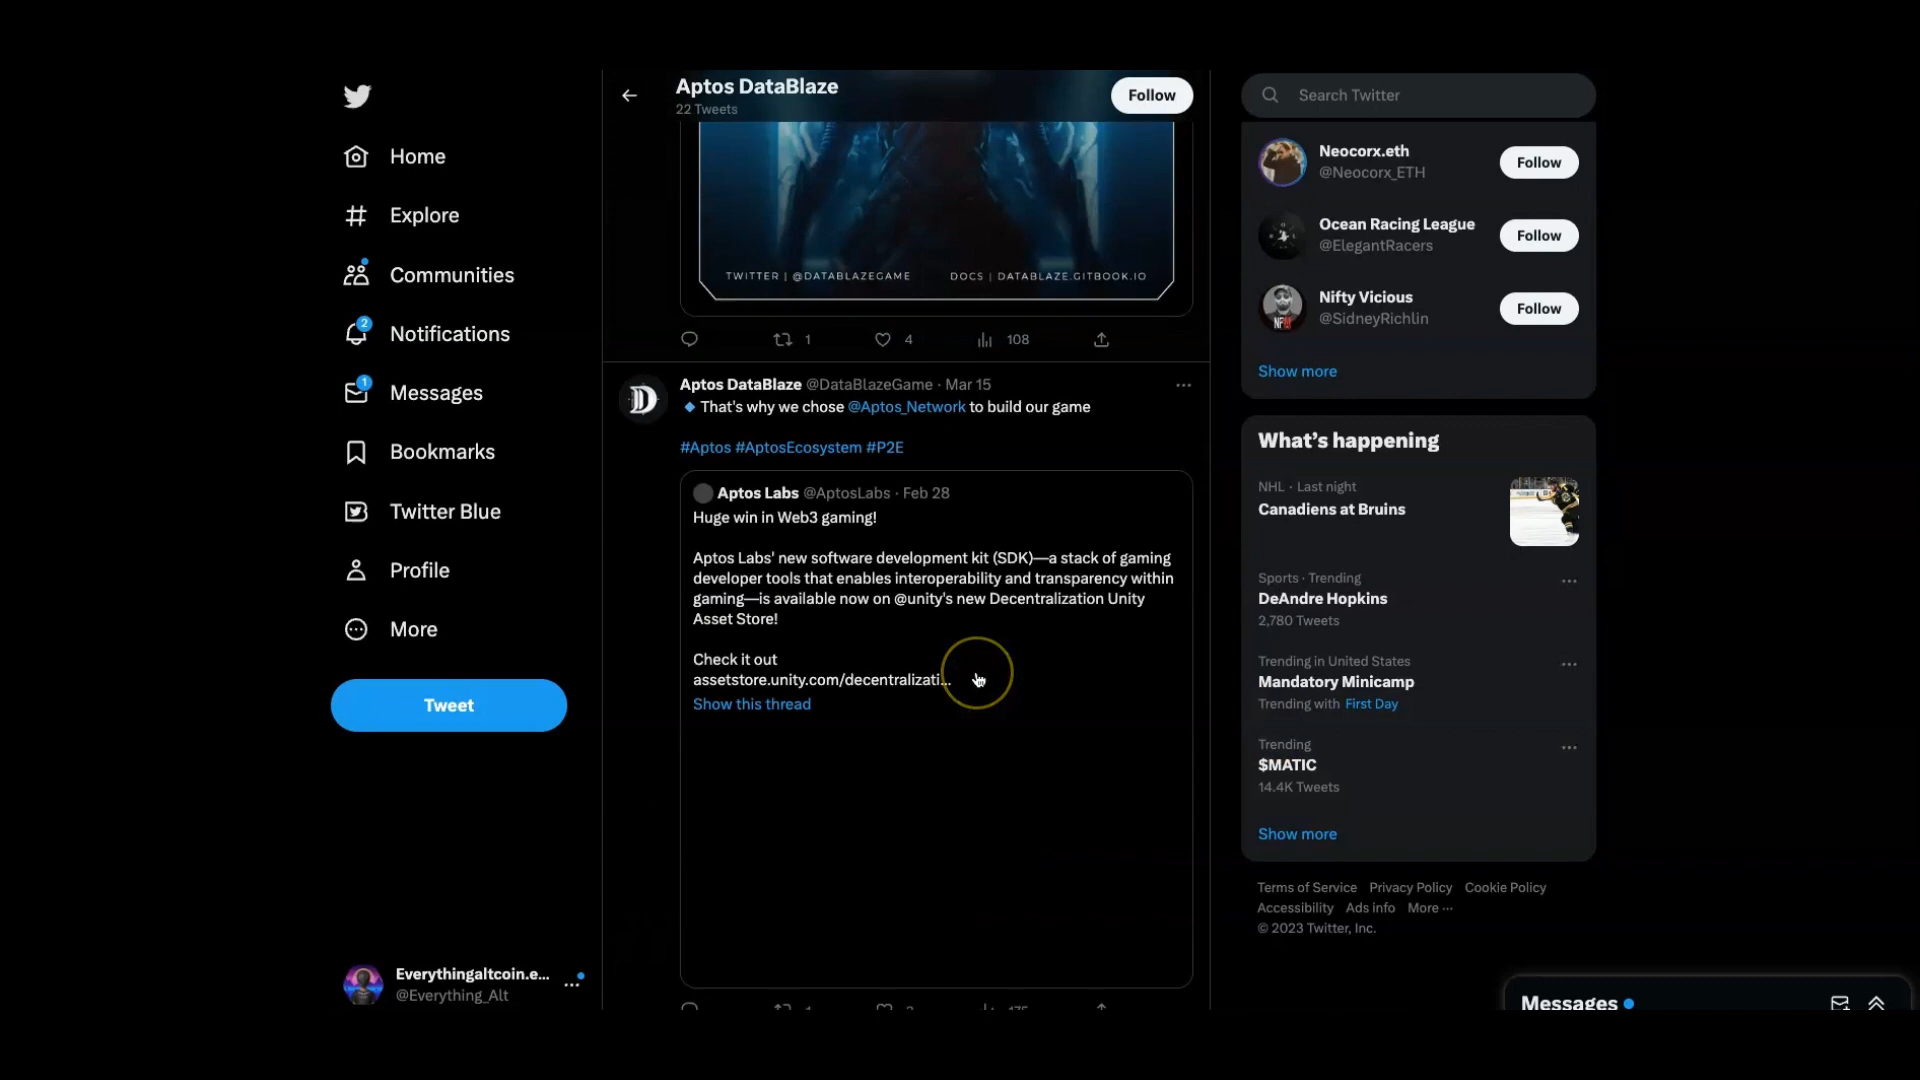 Home
Explore
Communities
2
Notifications
1
Messages
Bookmarks
Twitter Blue
Profile
More
Tweet
Everythingaltcoin.e...
@Everything_Alt
Aptos DataBlaze
22 Tweets
Follow
TWITTER | @DATABLAZEGAME DOCS | DATABLAZE.GITBOOK.IO
1 4 108
Aptos DataBlaze @DataBlazeGame · Mar 15
🔹 That's why we chose @Aptos_Network to build our game
#Aptos #AptosEcosystem #P2E
Aptos Labs @AptosLabs · Feb 28
Huge win in Web3 gaming!
Aptos Labs' new software development kit (SDK)—a stack of gaming
developer tools that enables interoperability and transparency within
gaming—is available now on @unity's new Decentralization Unity
Asset Store!
Check it out
assetstore.unity.com/decentralizati...
Show this thread
Search Twitter
Neocorx.eth
@Neocorx_ETH
Follow
Ocean Racing League
@ElegantRacers
Follow
Nifty Vicious
@SidneyRichlin
Follow
Show more
What's happening
NHL · Last night
Canadiens at Bruins
Sports · Trending
DeAndre Hopkins
2,780 Tweets
Trending in United States
Mandatory Minicamp
Trending with First Day
Trending
$MATIC
14.4K Tweets
Show more
Terms of Service Privacy Policy Cookie Policy
Accessibility Ads info More ···
© 2023 Twitter, Inc.
Messages